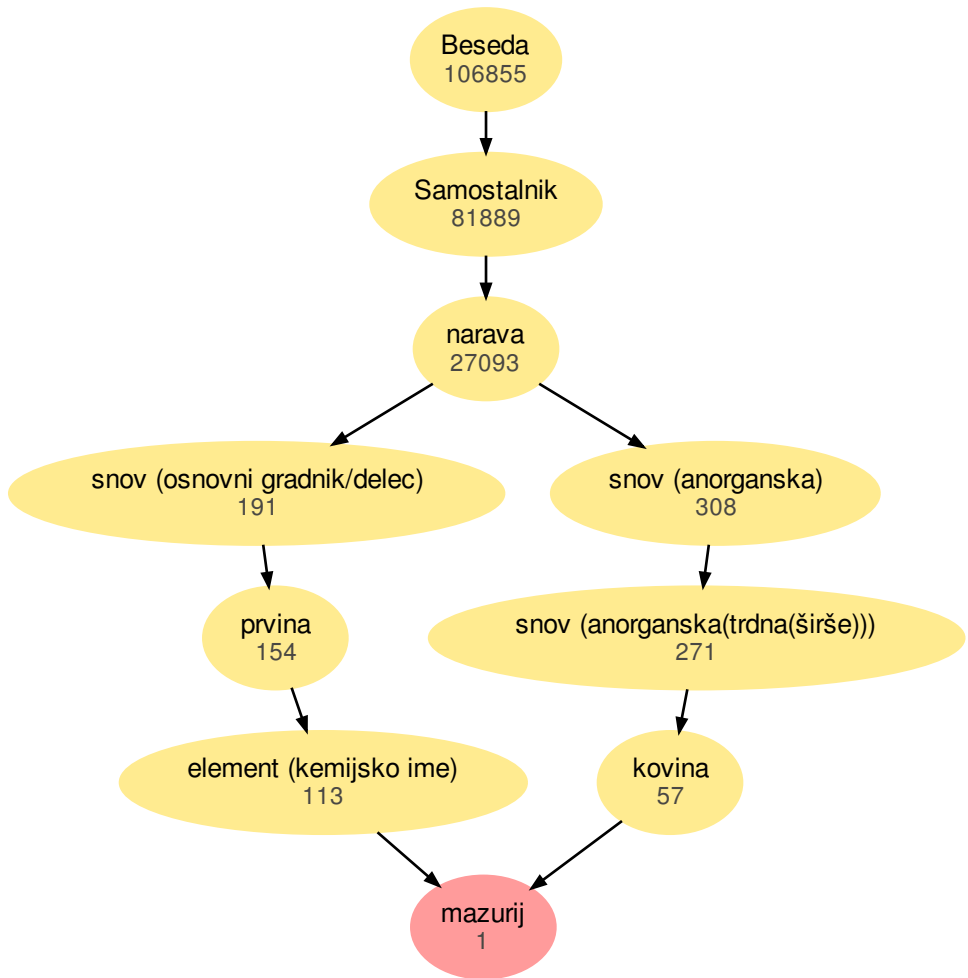 Beseda
106855
Samostalnik
81889
narava
27093
snov (osnovni gradnik/delec)
191
snov (anorganska)
308
prvina
154
snov (anorganska(trdna(širše)))
271
element (kemijsko ime)
113
kovina
57
mazurij
1